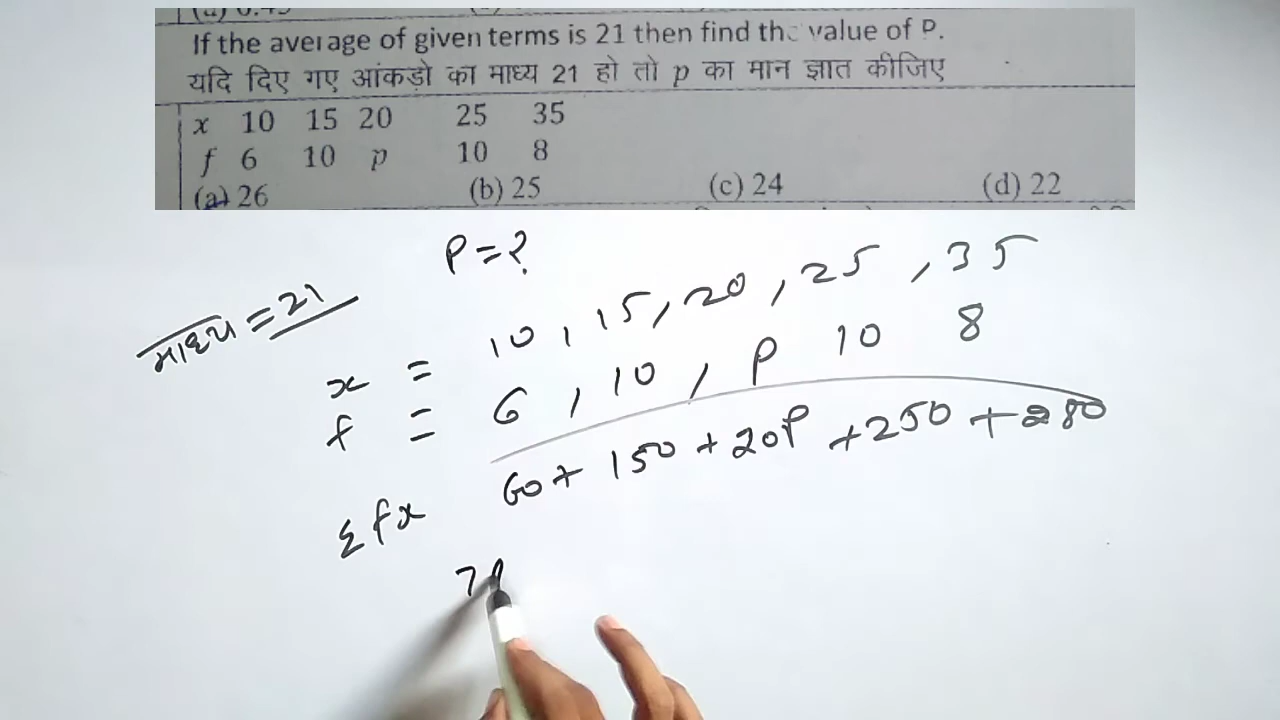 If the average of given terms is 21 then find the value of P.
यदि दिए गए आंकड़ो का माध्य 21 हो तो p का मान ज्ञात कीजिए
x 10 15 20 25 35
f 6 10 p 10 8
(a) 26 (b) 25 (c) 24 (d) 22
P = ?
माध्य = 21
x = 10 , 15 , 20 , 25 , 35
f = 6 , 10 , P 10 8
Σfx 60 + 150 + 20P + 250 + 280